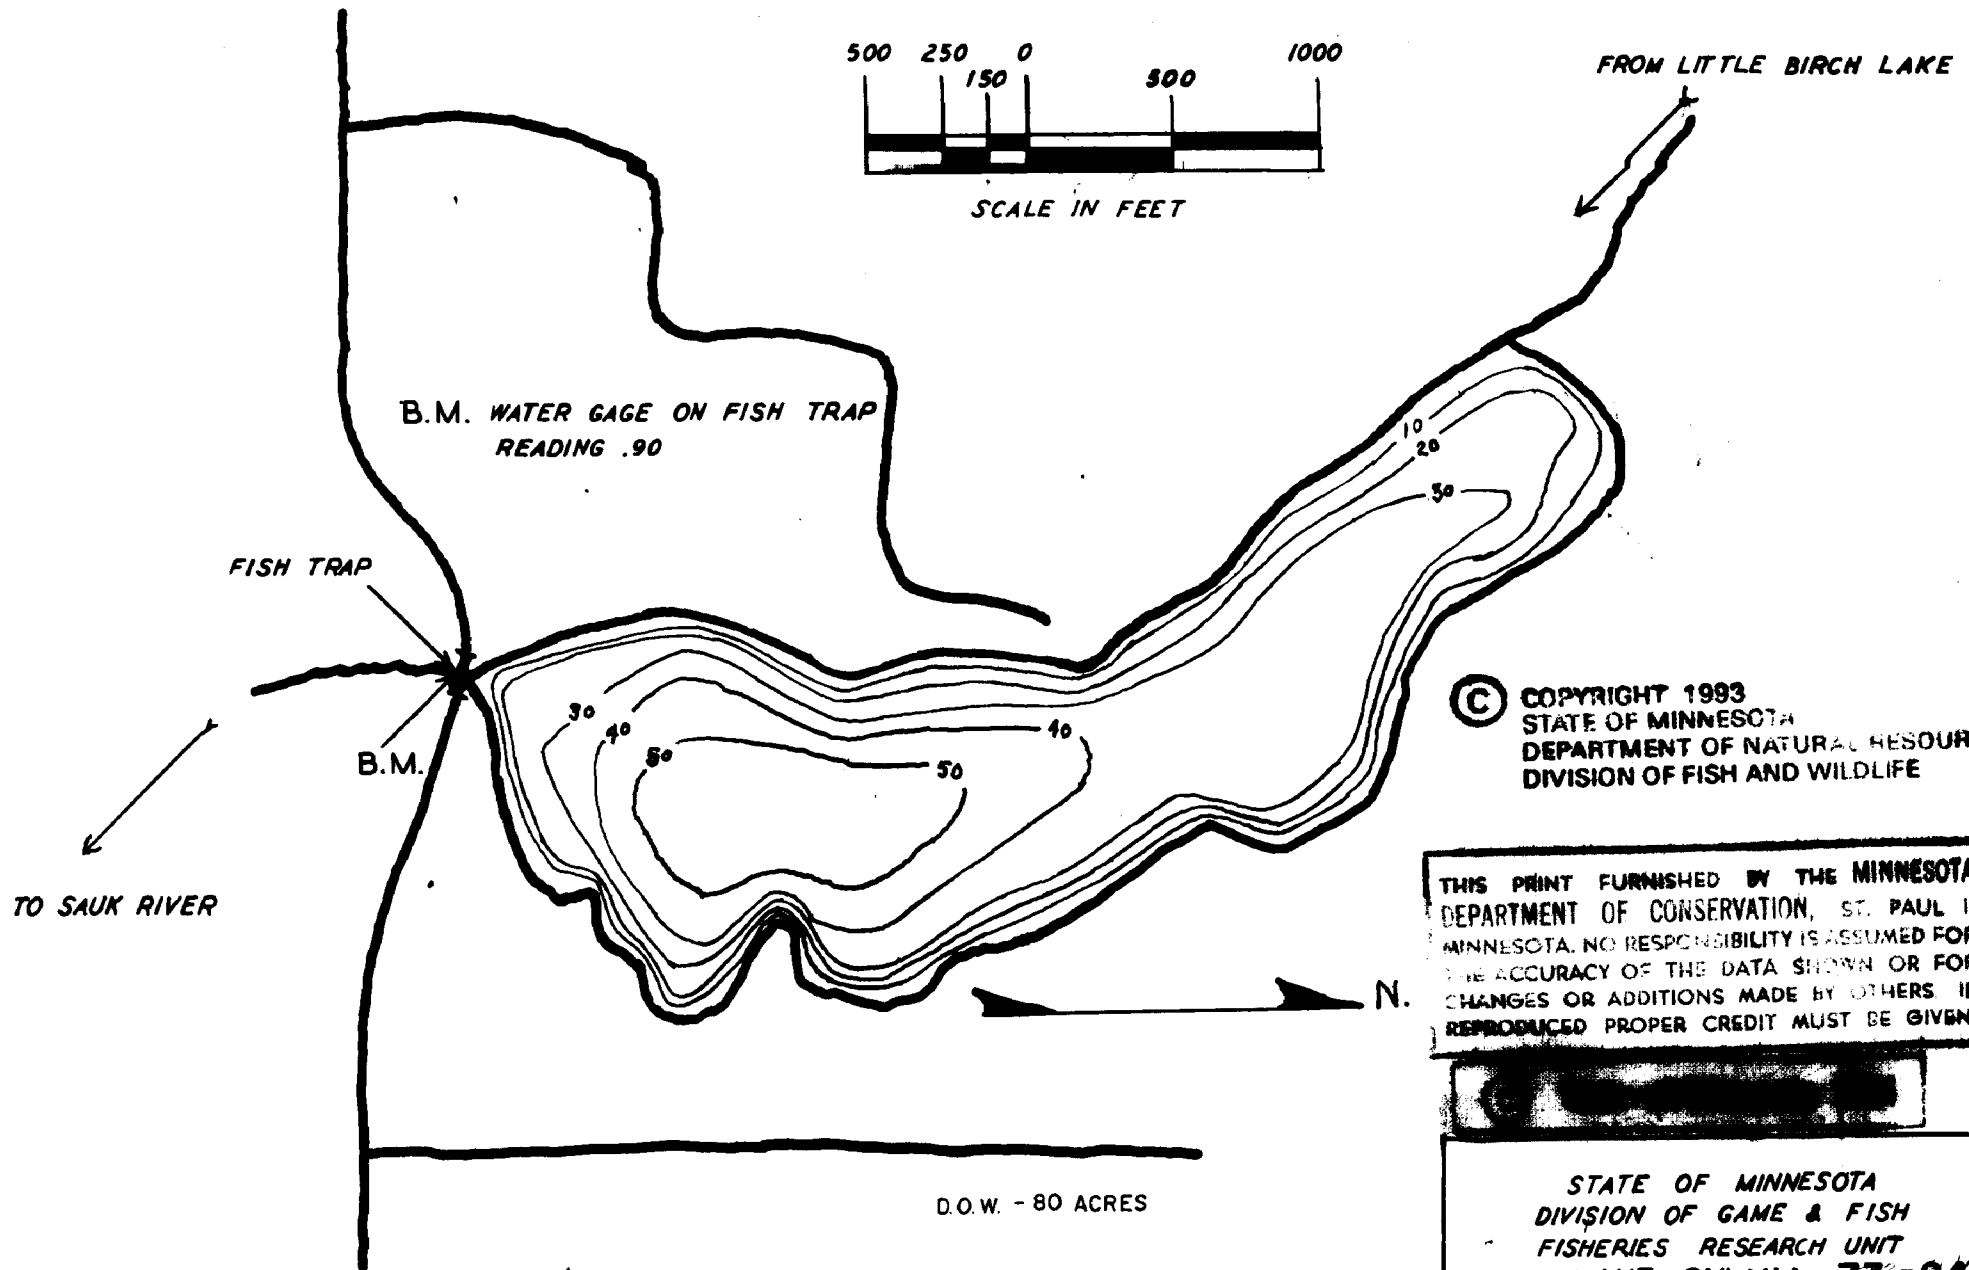 500 250 0 1000
150 500
SCALE IN FEET
FROM LITTLE BIRCH LAKE
B.M. WATER GAGE ON FISH TRAP
READING .90
10
20
30
FISH TRAP
30
40
40
50
50
B.M.
TO SAUK RIVER
© COPYRIGHT 1993
STATE OF MINNESOTA
DEPARTMENT OF NATURAL RESOUR
DIVISION OF FISH AND WILDLIFE
THIS PRINT FURNISHED BY THE MINNESOTA
DEPARTMENT OF CONSERVATION, ST. PAUL 1
MINNESOTA. NO RESPONSIBILITY IS ASSUMED FOR
THE ACCURACY OF THE DATA SHOWN OR FOR
CHANGES OR ADDITIONS MADE BY OTHERS. IF
REPRODUCED PROPER CREDIT MUST BE GIVEN
N.
D.O.W. - 80 ACRES
STATE OF MINNESOTA
DIVISION OF GAME & FISH
FISHERIES RESEARCH UNIT